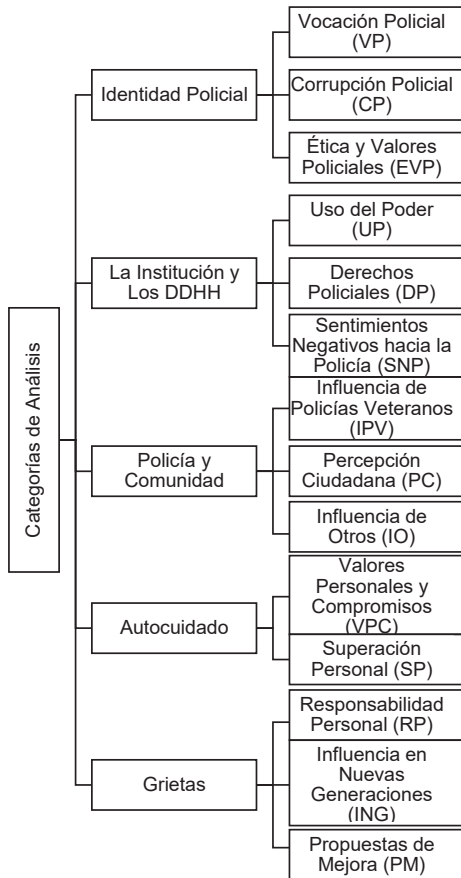 Categorías de Análisis
Identidad Policial
Vocación Policial
(VP)
Corrupción Policial
(CP)
Ética y Valores
Policiales (EVP)
La Institución y
Los DDHH
Uso del Poder
(UP)
Derechos
Policiales (DP)
Sentimientos
Negativos hacia la
Policía (SNP)
Policía y
Comunidad
Influencia de
Policías Veteranos
(IPV)
Percepción
Ciudadana (PC)
Influencia de
Otros (IO)
Autocuidado
Valores
Personales y
Compromisos
(VPC)
Superación
Personal (SP)
Grietas
Responsabilidad
Personal (RP)
Influencia en
Nuevas
Generaciones
(ING)
Propuestas de
Mejora (PM)